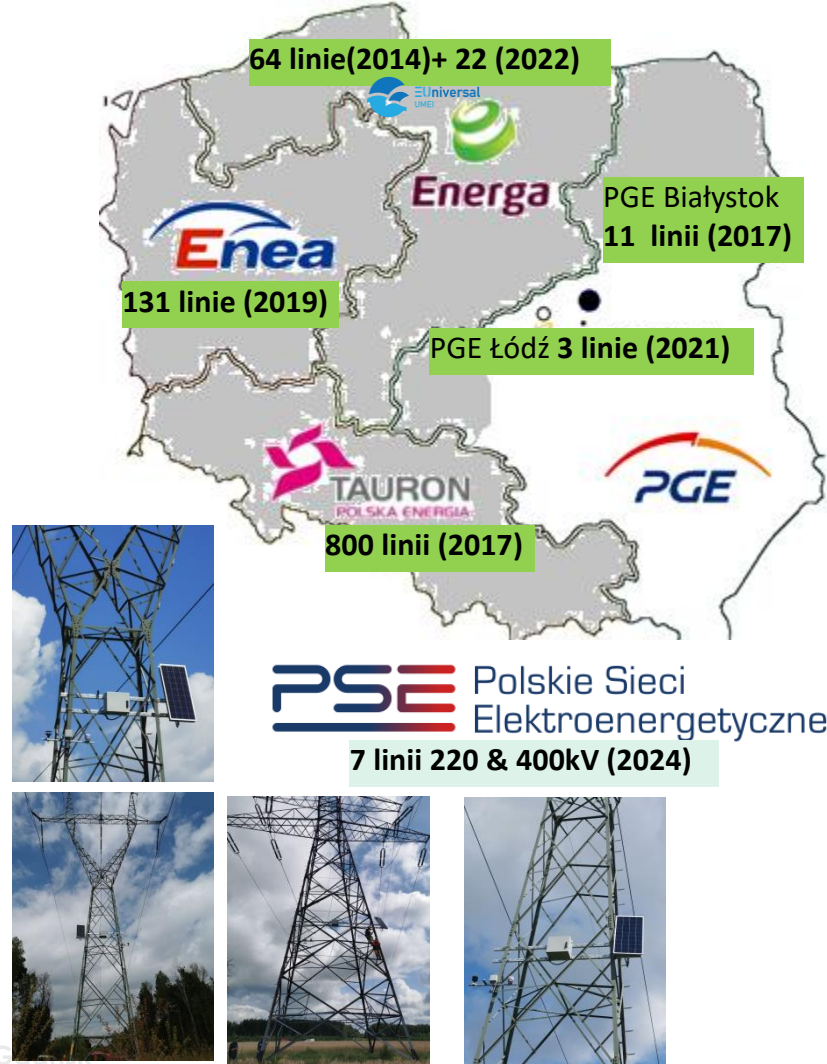 64 linie(2014)+ 22 (2022)
EUniversal
UMEI
Energa
PGE Białystok
11 linii (2017)
Enea
131 linie (2019)
PGE Łódź 3 linie (2021)
TAURON
POLSKA ENERGIA
PGE
800 linii (2017)
PSE Polskie Sieci
Elektroenergetyczne
7 linii 220 & 400kV (2024)